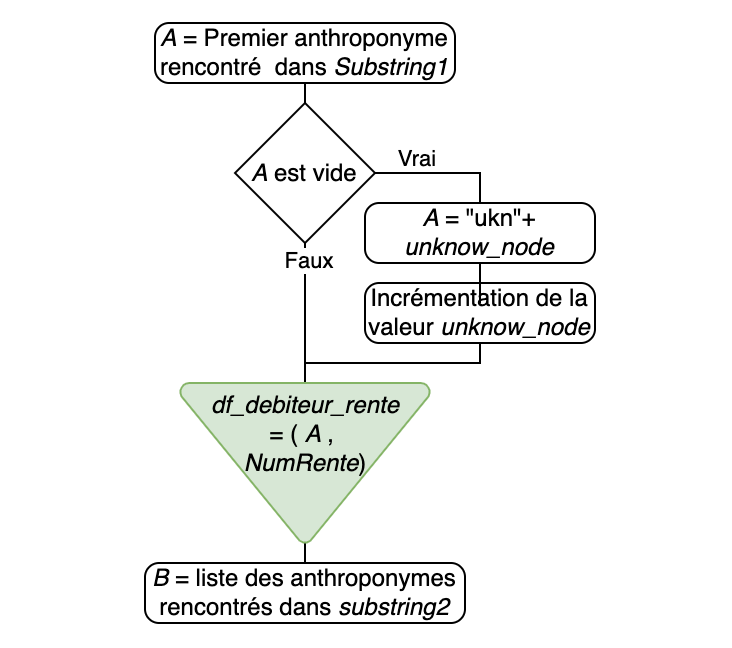 A = Premier anthroponyme
rencontré dans Substring1
A est vide
Vrai
A = "ukn"+
unknow_node
Faux
Incrémentation de la
valeur unknow_node
df_debiteur_rente
= ( A ,
NumRente)
B = liste des anthroponymes
rencontrés dans substring2